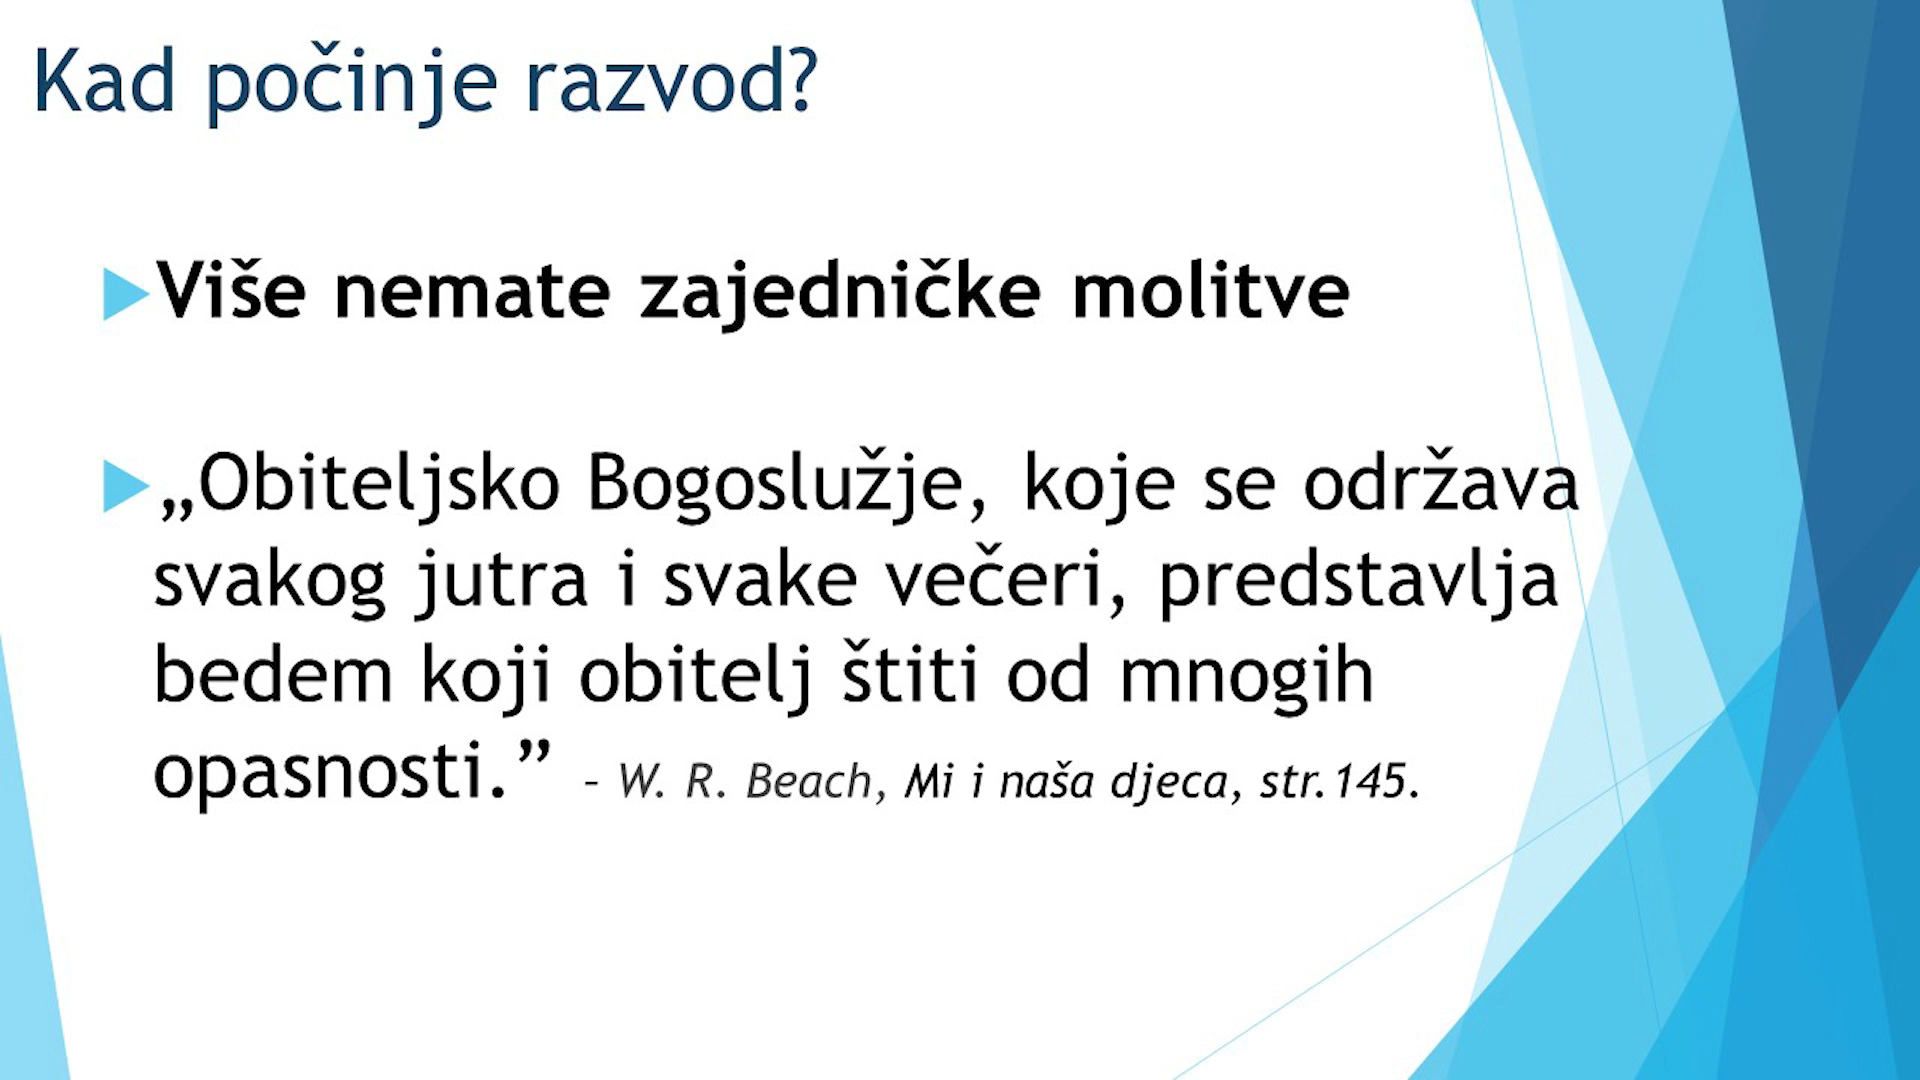 Kad počinje razvod?
Više nemate zajedničke molitve
„Obiteljsko Bogoslužje, koje se održava
svakog jutra i svake večeri, predstavlja
bedem koji obitelj štiti od mnogih
opasnosti.” – W. R. Beach, Mi i naša djeca, str.145.